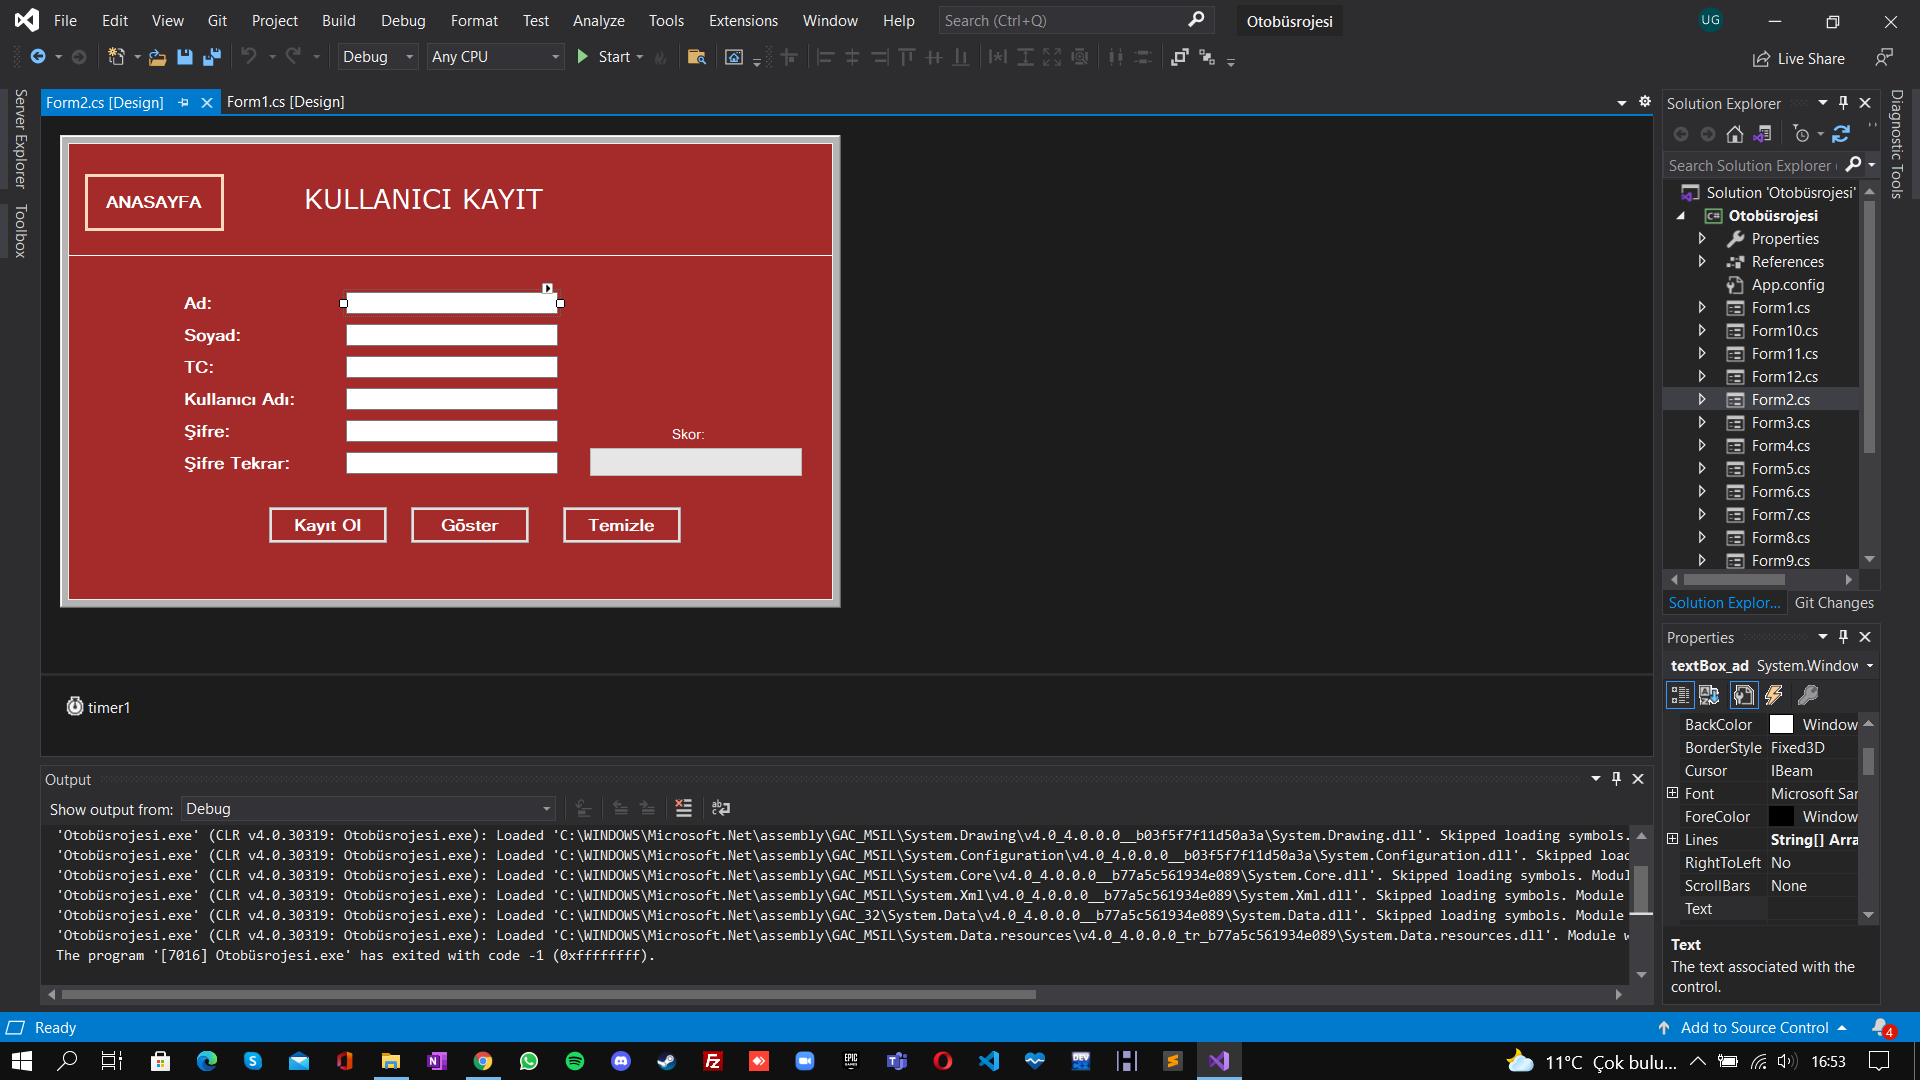 File Edit View Git Project Build Debug Format Test Analyze Tools Extensions Window Help Search (Ctrl+Q) Otobüsrojesi UG
Debug Any CPU Start Live Share
Server Explorer
Toolbox
Form2.cs [Design] Form1.cs [Design]
ANASAYFA
KULLANICI KAYIT
Ad:
Soyad:
TC:
Kullanıcı Adı:
Şifre:
Şifre Tekrar:
Skor:
Kayıt Ol Göster Temizle
timer1
Output
Show output from: Debug
'Otobüsrojesi.exe' (CLR v4.0.30319: Otobüsrojesi.exe): Loaded 'C:\WINDOWS\Microsoft.Net\assembly\GAC_MSIL\System.Drawing\v4.0_4.0.0.0__b03f5f7f11d50a3a\System.Drawing.dll'. Skipped loading symbols.
'Otobüsrojesi.exe' (CLR v4.0.30319: Otobüsrojesi.exe): Loaded 'C:\WINDOWS\Microsoft.Net\assembly\GAC_MSIL\System.Configuration\v4.0_4.0.0.0__b03f5f7f11d50a3a\System.Configuration.dll'. Skipped load
'Otobüsrojesi.exe' (CLR v4.0.30319: Otobüsrojesi.exe): Loaded 'C:\WINDOWS\Microsoft.Net\assembly\GAC_MSIL\System.Core\v4.0_4.0.0.0__b77a5c561934e089\System.Core.dll'. Skipped loading symbols. Modul
'Otobüsrojesi.exe' (CLR v4.0.30319: Otobüsrojesi.exe): Loaded 'C:\WINDOWS\Microsoft.Net\assembly\GAC_MSIL\System.Xml\v4.0_4.0.0.0__b77a5c561934e089\System.Xml.dll'. Skipped loading symbols. Module
'Otobüsrojesi.exe' (CLR v4.0.30319: Otobüsrojesi.exe): Loaded 'C:\WINDOWS\Microsoft.Net\assembly\GAC_32\System.Data\v4.0_4.0.0.0__b77a5c561934e089\System.Data.dll'. Skipped loading symbols. Module
'Otobüsrojesi.exe' (CLR v4.0.30319: Otobüsrojesi.exe): Loaded 'C:\WINDOWS\Microsoft.Net\assembly\GAC_MSIL\System.Data.resources\v4.0_4.0.0.0_tr_b77a5c561934e089\System.Data.resources.dll'. Module w
The program '[7016] Otobüsrojesi.exe' has exited with code -1 (0xffffffff).
Solution Explorer
Search Solution Explorer (
Solution 'Otobüsrojesi'
C# Otobüsrojesi
Properties
References
App.config
Form1.cs
Form10.cs
Form11.cs
Form12.cs
Form2.cs
Form3.cs
Form4.cs
Form5.cs
Form6.cs
Form7.cs
Form8.cs
Form9.cs
Solution Explor... Git Changes
Properties
textBox_ad System.Window
BackColor Window
BorderStyle Fixed3D
Cursor IBeam
Font Microsoft San
ForeColor Window
Lines String[] Arra
RightToLeft No
ScrollBars None
Text
Text
The text associated with the
control.
Diagnostic Tools
Ready Add to Source Control 4
EPIC GAMES DEV 11°C Çok bulu... 16:53